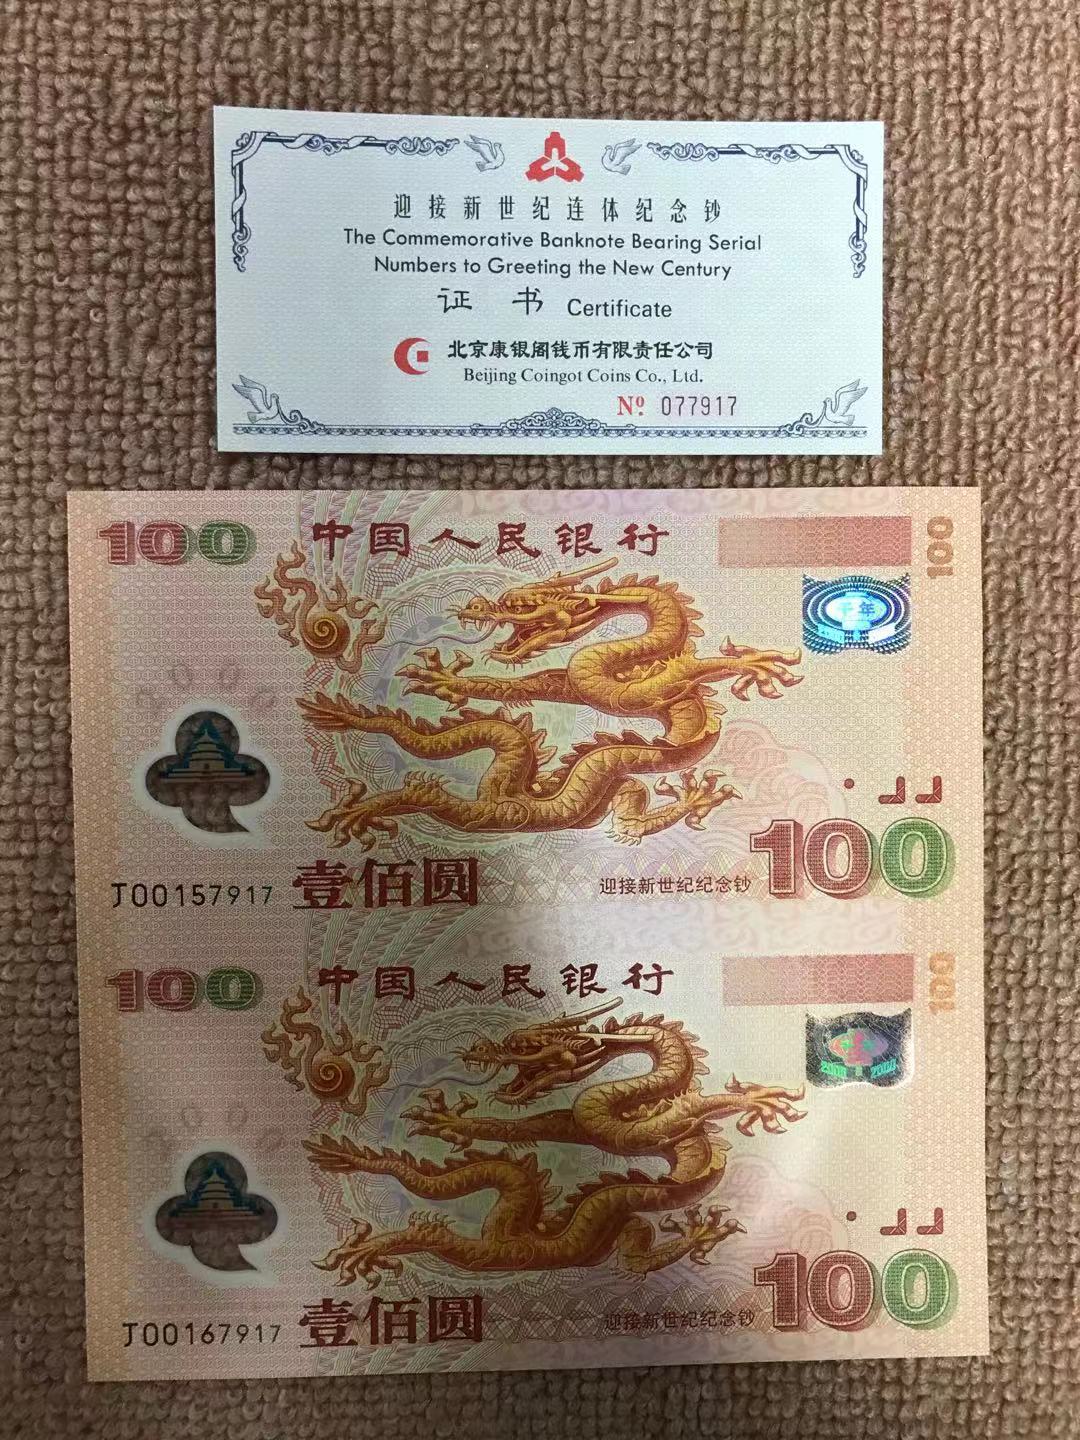 迎接新世纪连体纪念钞
The Commemorative Banknote Bearing Serial
Numbers to Greeting the New Century
证书 Certificate
北京康银阁钱币有限责任公司
Beijing Coingot Coins Co., Ltd.
Nº 077917
100 中国人民银行
100
千年
J00157917 壹佰圆 迎接新世纪纪念钞 100
100 中国人民银行
100
2000 2000
J00167917 壹佰圆 迎接新世纪纪念钞 100